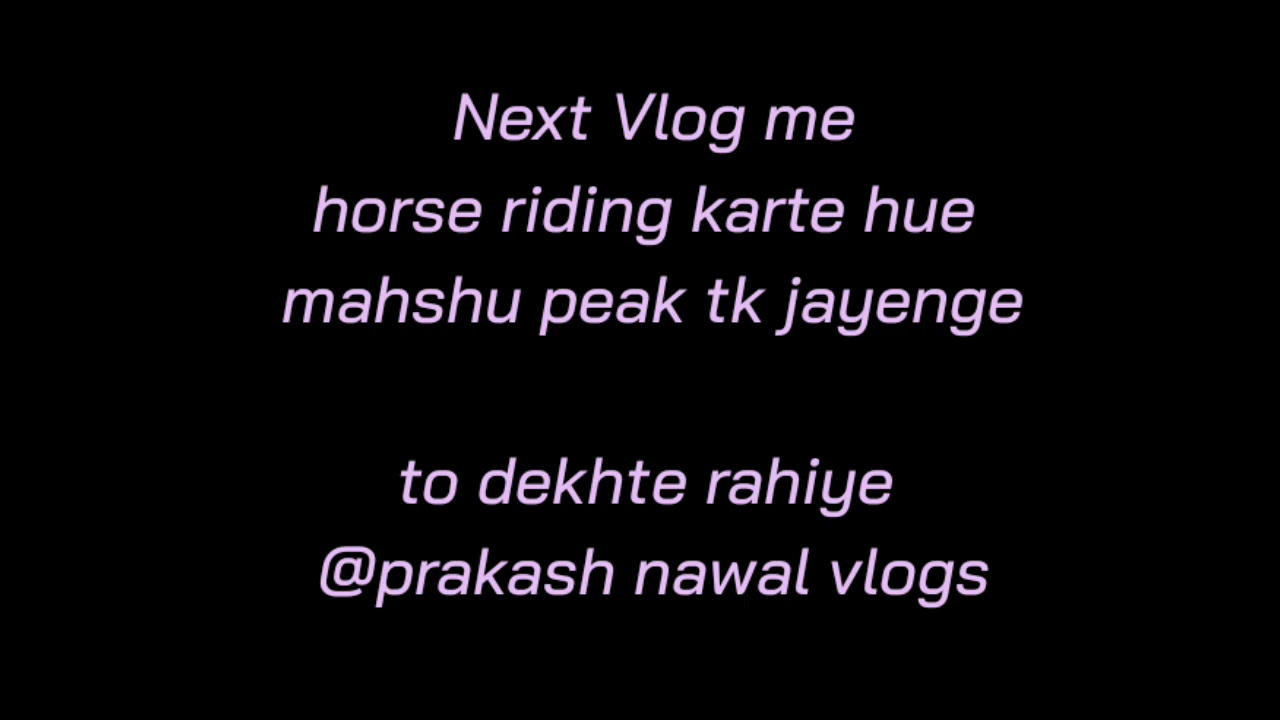 Next Vlog me
horse riding karte hue
mahshu peak tk jayenge
to dekhte rahiye
@prakash nawal vlogs